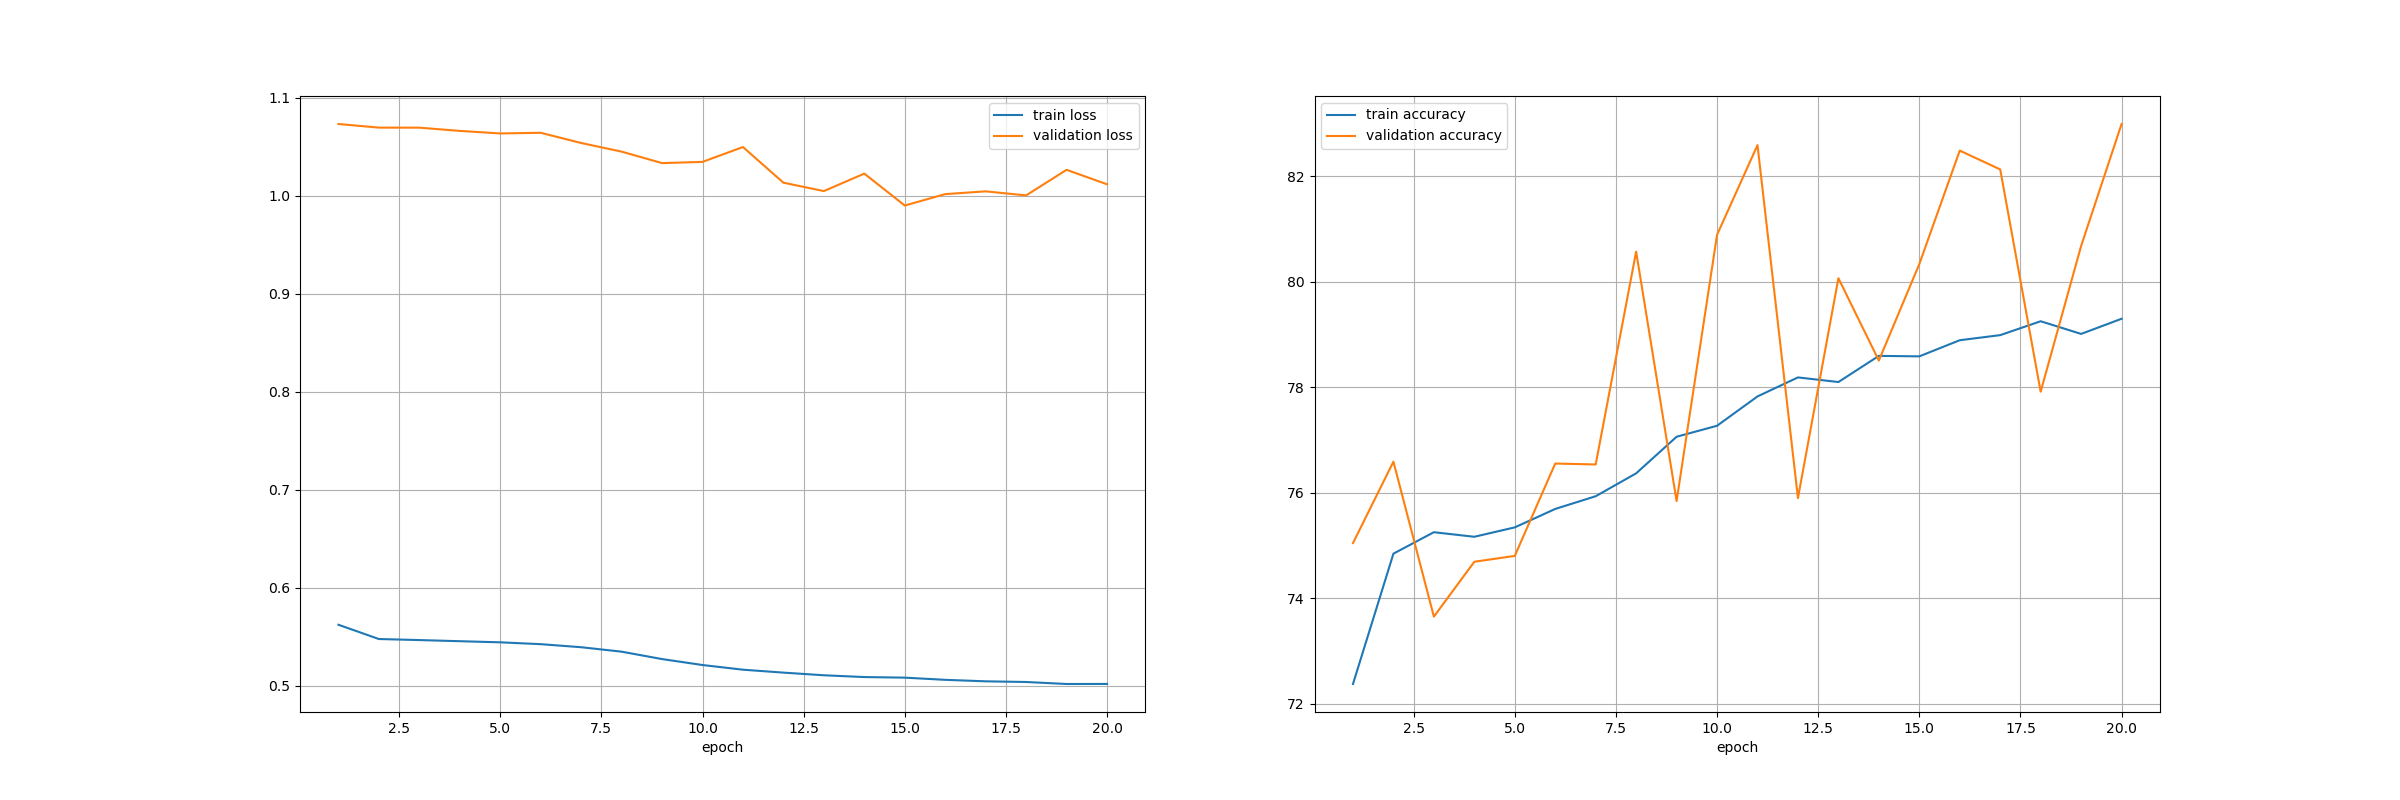 1.1
1.0
0.9
0.8
0.7
0.6
0.5
train loss
validation loss
2.5 5.0 7.5 10.0 12.5 15.0 17.5 20.0
epoch
train accuracy
validation accuracy
82
80
78
76
74
72
2.5 5.0 7.5 10.0 12.5 15.0 17.5 20.0
epoch